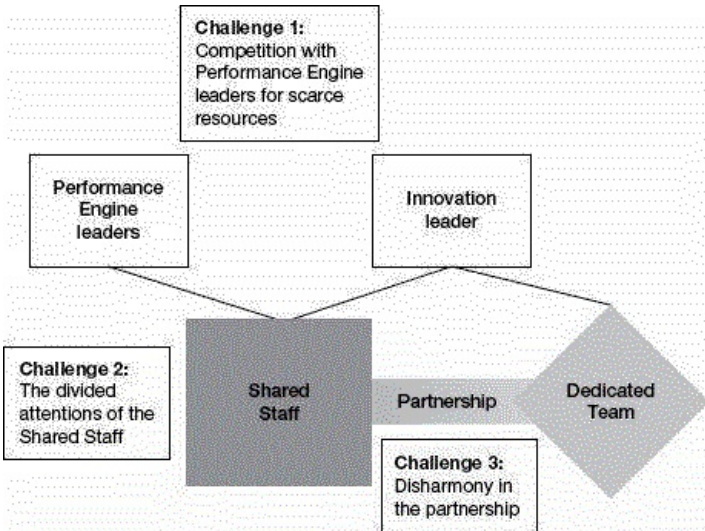 Challenge 1:
Competition with
Performance Engine
leaders for scarce
resources
Performance
Engine
leaders
Innovation
leader
Challenge 2:
The divided
attentions of the
Shared Staff
Shared
Staff
Partnership
Dedicated
Team
Challenge 3:
Disharmony in
the partnership